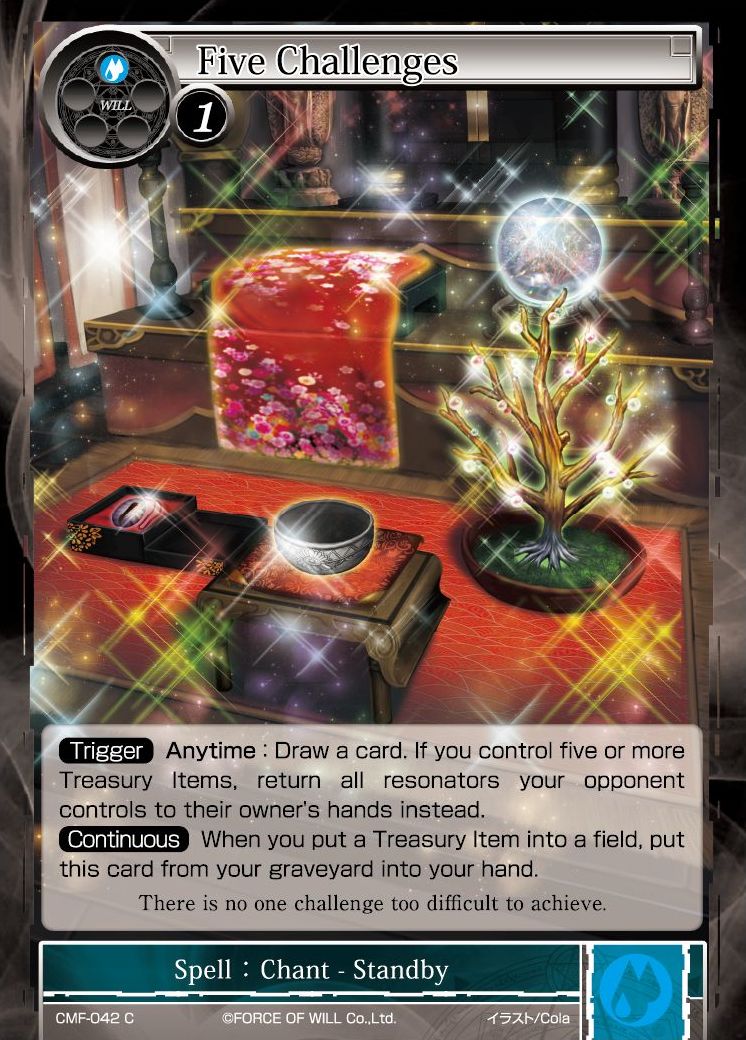 Five Challenges
WILL
1
Trigger Anytime : Draw a card. If you control five or more
Treasury Items, return all resonators your opponent
controls to their owner's hands instead.
Continuous When you put a Treasury Item into a field, put
this card from your graveyard into your hand.
There is no one challenge too difficult to achieve.
Spell : Chant - Standby
CMF-042 C ©FORCE OF WILL Co.,Ltd. イラスト/Cola